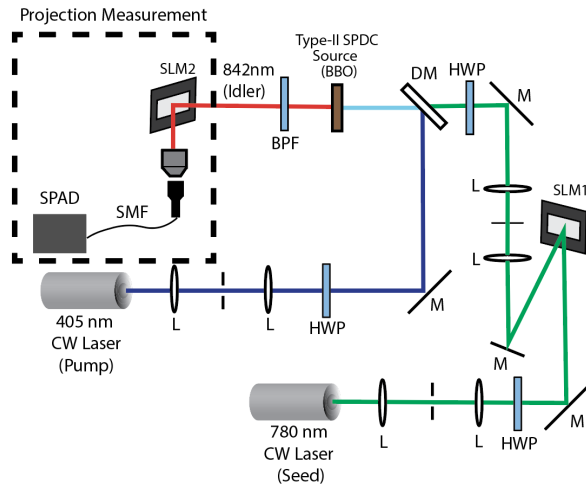 Projection Measurement
SLM2
842nm
(Idler)
Type-II SPDC
Source
(BBO)
DM
HWP
M
BPF
SPAD
SMF
L
SLM1
L
405 nm
CW Laser
(Pump)
L
L
HWP
M
M
780 nm
CW Laser
(Seed)
L
L
HWP
M